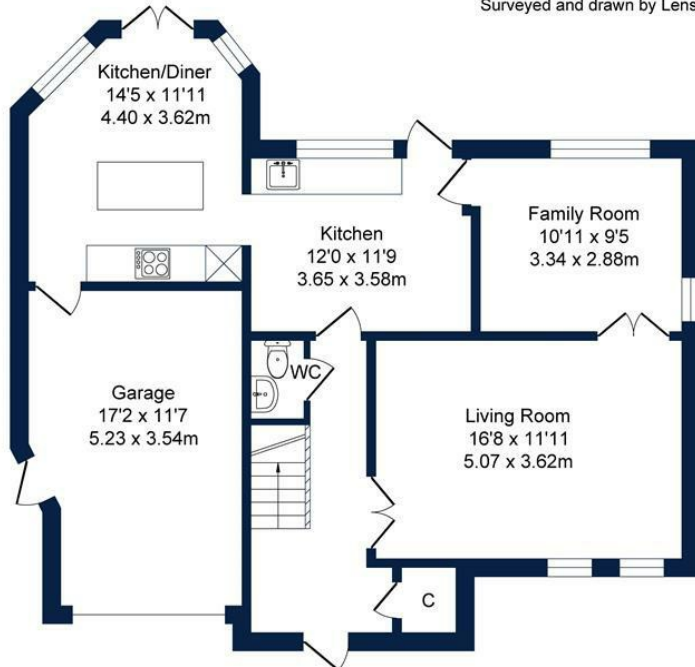 Surveyed and drawn by Lens
Kitchen/Diner
14'5 x 11'11
4.40 x 3.62m
Kitchen
12'0 x 11'9
3.65 x 3.58m
Family Room
10'11 x 9'5
3.34 x 2.88m
WC
Garage
17'2 x 11'7
5.23 x 3.54m
Living Room
16'8 x 11'11
5.07 x 3.62m
C